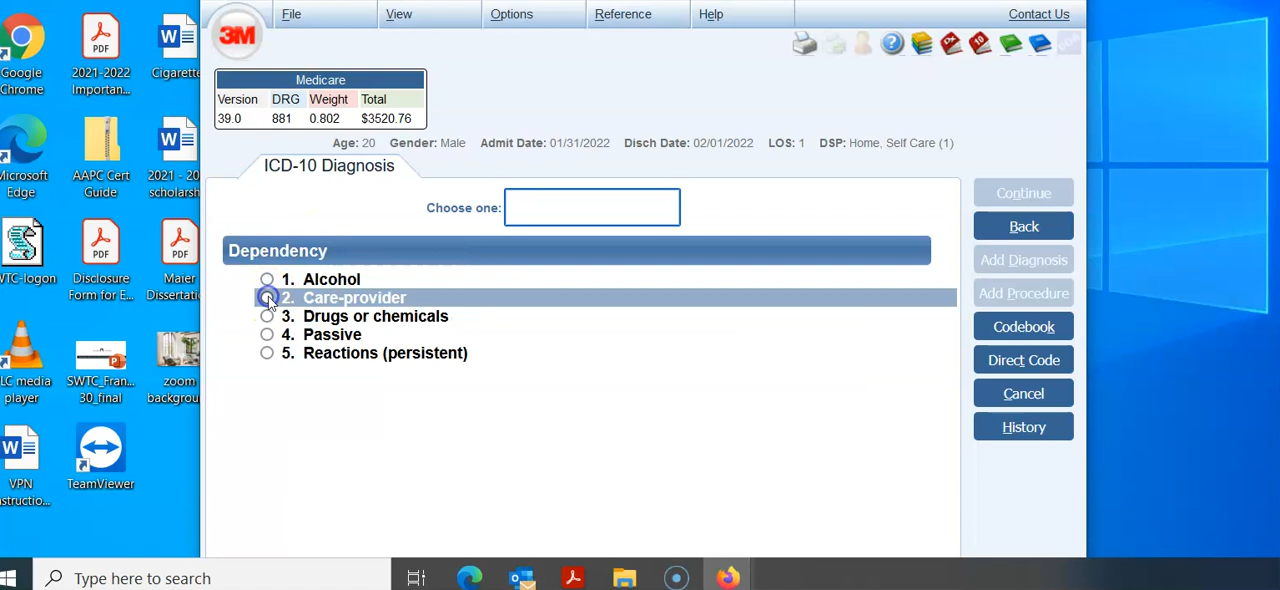 Google
Chrome
PDF
2021-2022
Importan...
Cigarette
Microsoft
Edge
AAPC Cert
Guide
2021 - 20
scholarsh
WTC-logon
PDF
Disclosure
Form for E...
PDF
Maier
Dissertati
LC media
player
SWTC_Fran...
30_final
zoom
backgrou
VPN
nstructio...
TeamViewer
3M
File
View
Options
Reference
Help
Contact Us
Medicare
Version DRG Weight Total
39.0 881 0.802 $3520.76
Age: 20 Gender: Male Admit Date: 01/31/2022 Disch Date: 02/01/2022 LOS: 1 DSP: Home, Self Care (1)
ICD-10 Diagnosis
Choose one:
Dependency
1. Alcohol
2. Care-provider
3. Drugs or chemicals
4. Passive
5. Reactions (persistent)
Continue
Back
Add Diagnosis
Add Procedure
Codebook
Direct Code
Cancel
History
Type here to search